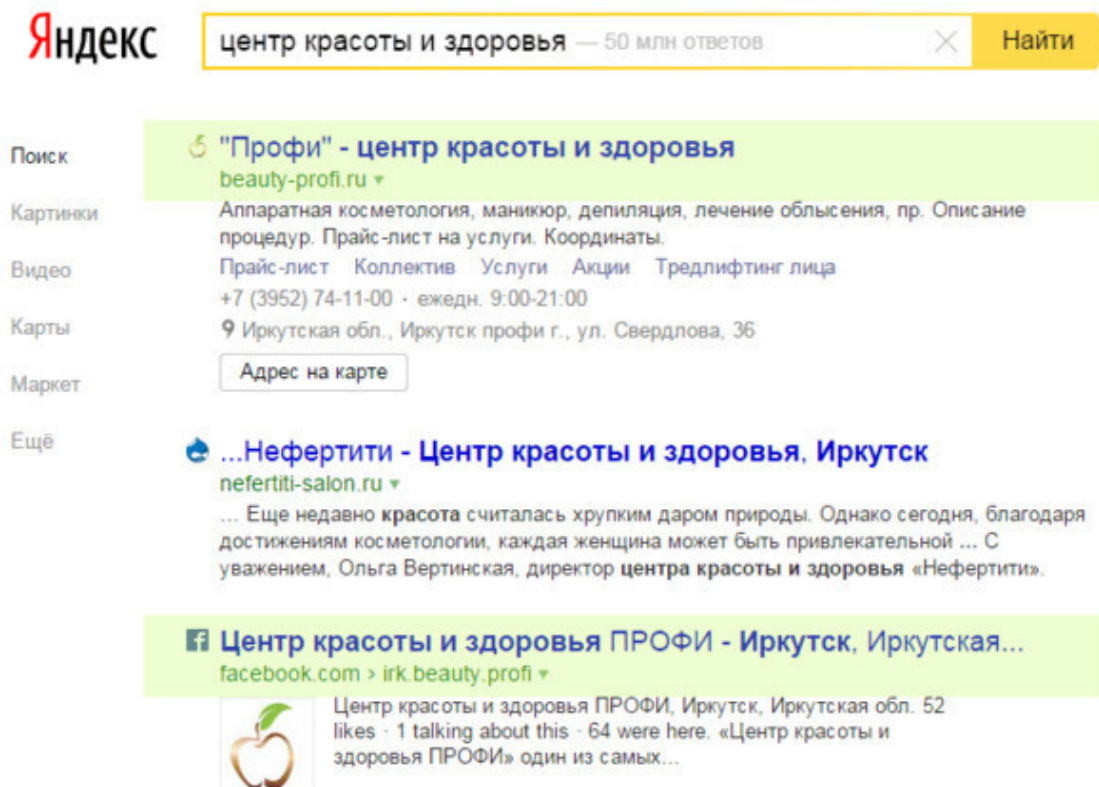 Яндекс
центр красоты и здоровья — 50 млн ответов
Найти
Поиск
Картинки
Видео
Карты
Маркет
Ещё
"Профи" - центр красоты и здоровья
beauty-profi.ru
Аппаратная косметология, маникюр, депиляция, лечение облысения, пр. Описание
процедур. Прайс-лист на услуги. Координаты.
Прайс-лист Коллектив Услуги Акции Тредлифтинг лица
+7 (3952) 74-11-00 · ежедн. 9:00-21:00
Иркутская обл., Иркутск профи г., ул. Свердлова, 36
Адрес на карте
...Нефертити - Центр красоты и здоровья, Иркутск
nefertiti-salon.ru
... Еще недавно красота считалась хрупким даром природы. Однако сегодня, благодаря
достижениям косметологии, каждая женщина может быть привлекательной ... С
уважением, Ольга Вертинская, директор центра красоты и здоровья «Нефертити».
Центр красоты и здоровья ПРОФИ - Иркутск, Иркутская...
facebook.com › irk.beauty.profi
Центр красоты и здоровья ПРОФИ, Иркутск, Иркутская обл. 52
likes · 1 talking about this · 64 were here. «Центр красоты и
здоровья ПРОФИ» один из самых...